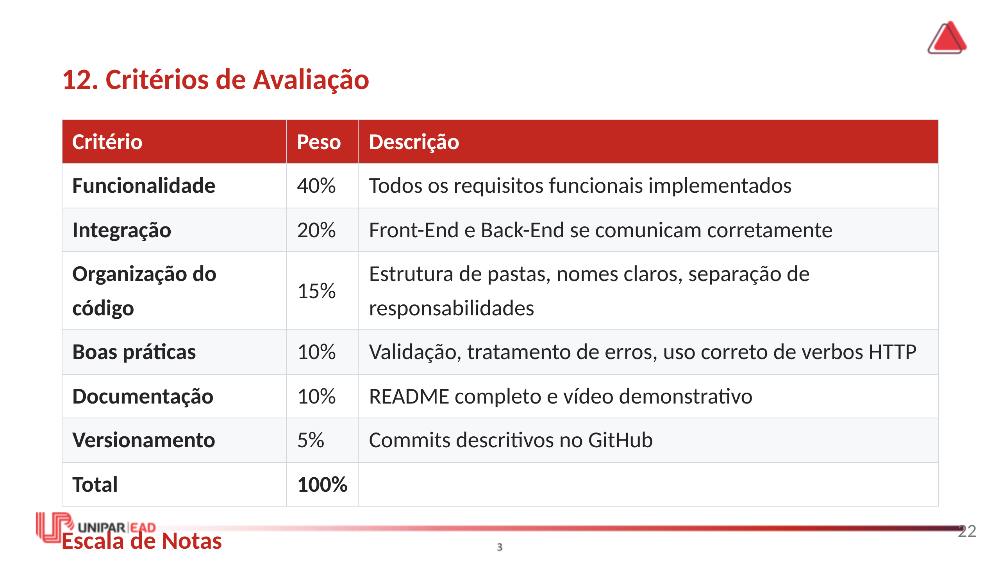 12. Critérios de Avaliação
Critério Peso Descrição
Funcionalidade 40% Todos os requisitos funcionais implementados
Integração 20% Front-End e Back-End se comunicam corretamente
Organização do
código 15% Estrutura de pastas, nomes claros, separação de
responsabilidades
Boas práticas 10% Validação, tratamento de erros, uso correto de verbos HTTP
Documentação 10% README completo e vídeo demonstrativo
Versionamento 5% Commits descritivos no GitHub
Total 100%
UNIPAR|EAD
22
Escala de Notas
3